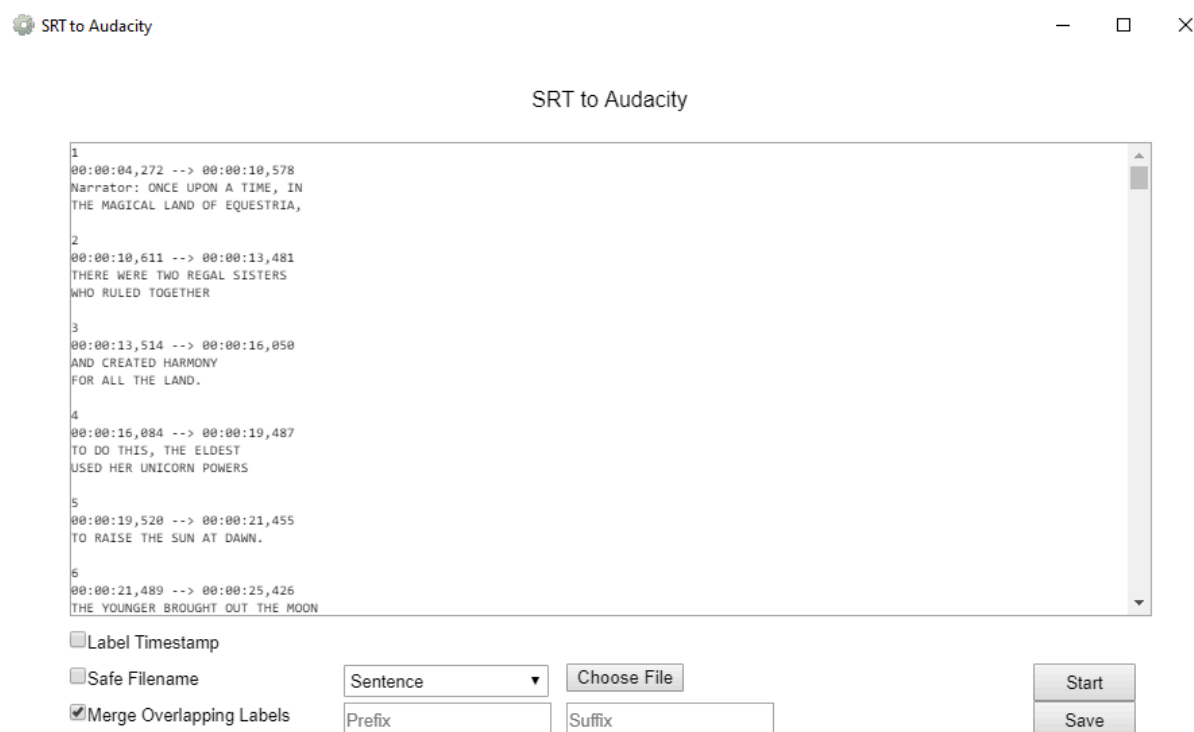 SRT to Audacity
SRT to Audacity
1
00:00:04,272 --> 00:00:10,578
Narrator: ONCE UPON A TIME, IN
THE MAGICAL LAND OF EQUESTRIA,
2
00:00:10,611 --> 00:00:13,481
THERE WERE TWO REGAL SISTERS
WHO RULED TOGETHER
3
00:00:13,514 --> 00:00:16,050
AND CREATED HARMONY
FOR ALL THE LAND.
4
00:00:16,084 --> 00:00:19,487
TO DO THIS, THE ELDEST
USED HER UNICORN POWERS
5
00:00:19,520 --> 00:00:21,455
TO RAISE THE SUN AT DAWN.
6
00:00:21,489 --> 00:00:25,426
THE YOUNGER BROUGHT OUT THE MOON
Label Timestamp
Safe Filename Sentence Choose File Start
Merge Overlapping Labels Prefix Suffix Save